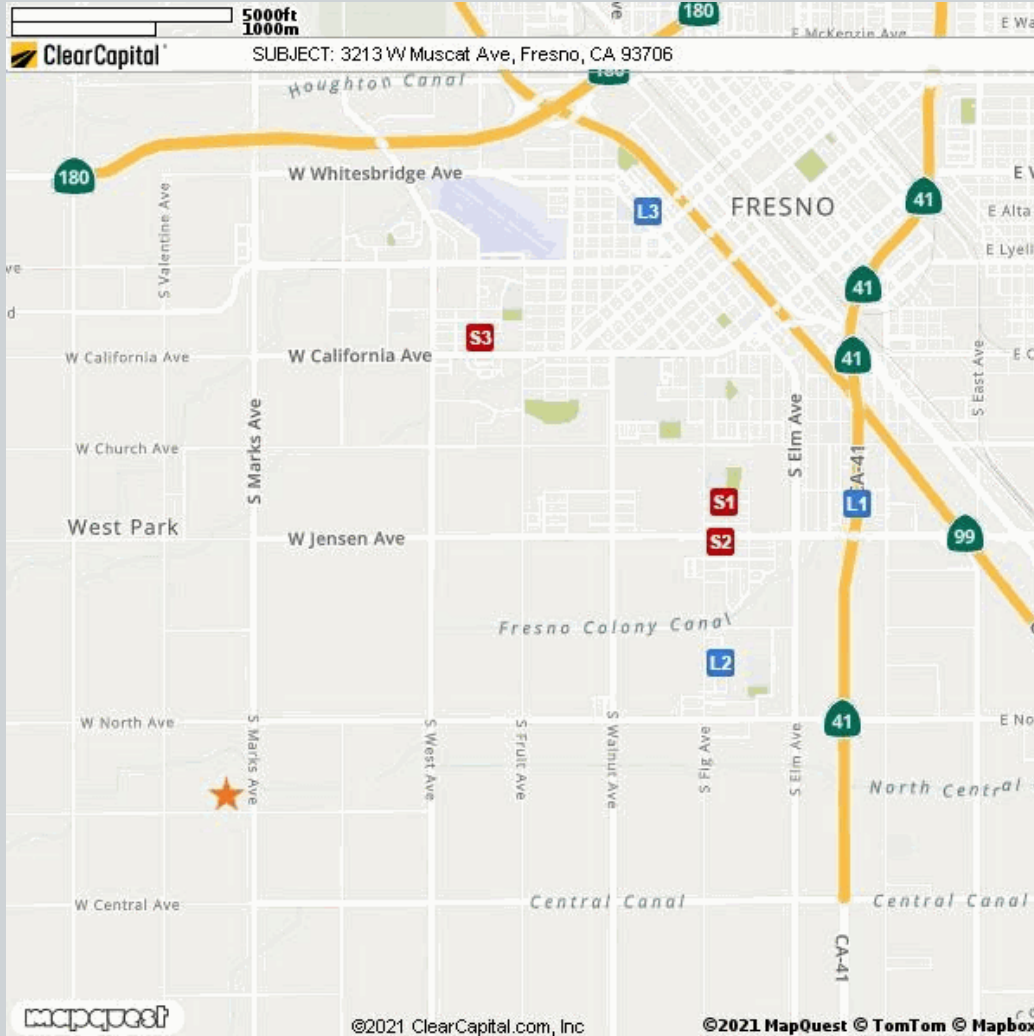 5000ft
1000m
180
E McKenzie Ave
ClearCapital
SUBJECT: 3213 W Muscat Ave, Fresno, CA 93706
180
Houghton Canal
180
W Whitesbridge Ave
S Valentine Ave
L3
FRESNO
41
E Alta
E Lyell
41
S3
W California Ave
W California Ave
41
S East Ave
S Marks Ave
S Elm Ave
W Church Ave
CA-41
S1
L1
West Park
W Jensen Ave
S2
99
Fresno Colony Canal
L2
W North Ave
41
E No
S Marks Ave
S West Ave
S Fruit Ave
S Walnut Ave
S Fig Ave
S Elm Ave
North Central
W Central Ave
Central Canal
Central Canal
CA-41
mapquest
©2021 ClearCapital.com, Inc
©2021 MapQuest © TomTom © Mapbox